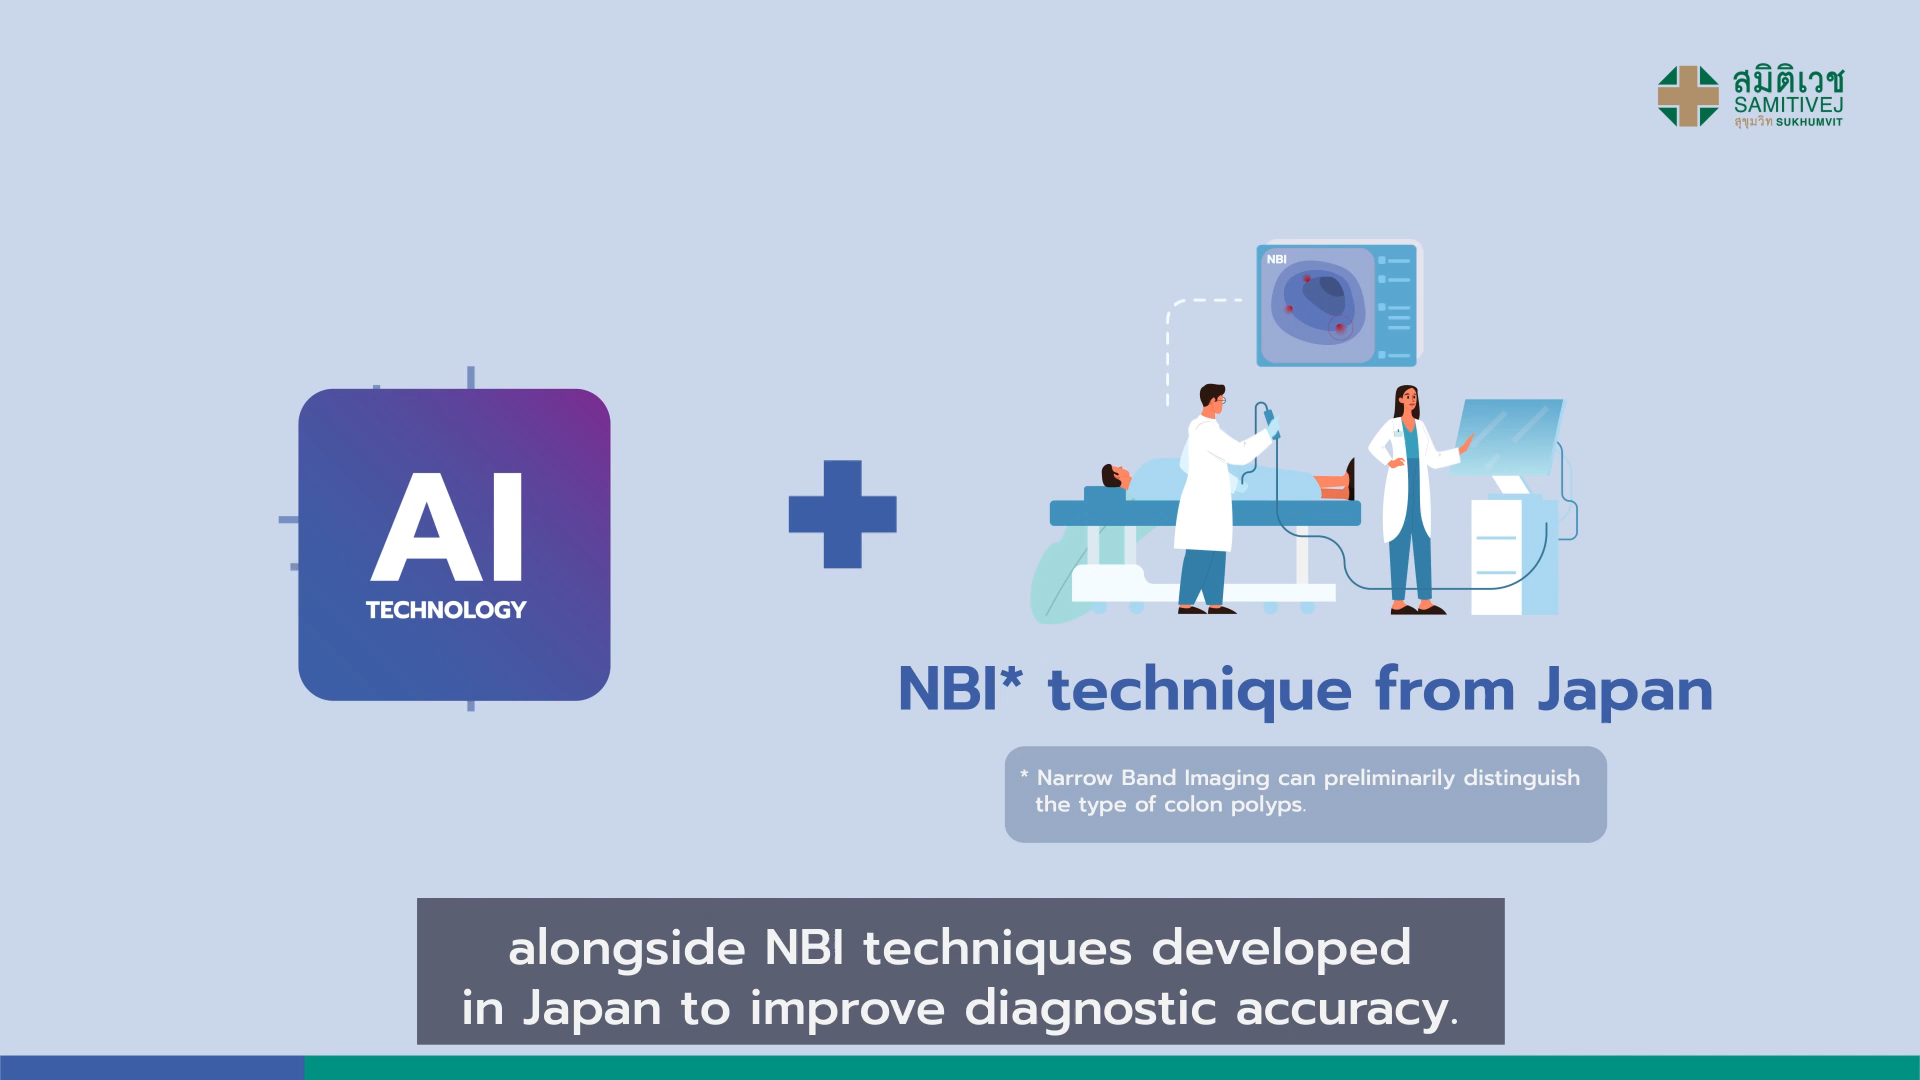 สมิติเวช
SAMITIVEJ
สุขุมวิท SUKHUMVIT
NBI
AI
TECHNOLOGY
NBI* technique from Japan
* Narrow Band Imaging can preliminarily distinguish
the type of colon polyps.
alongside NBI techniques developed
in Japan to improve diagnostic accuracy.